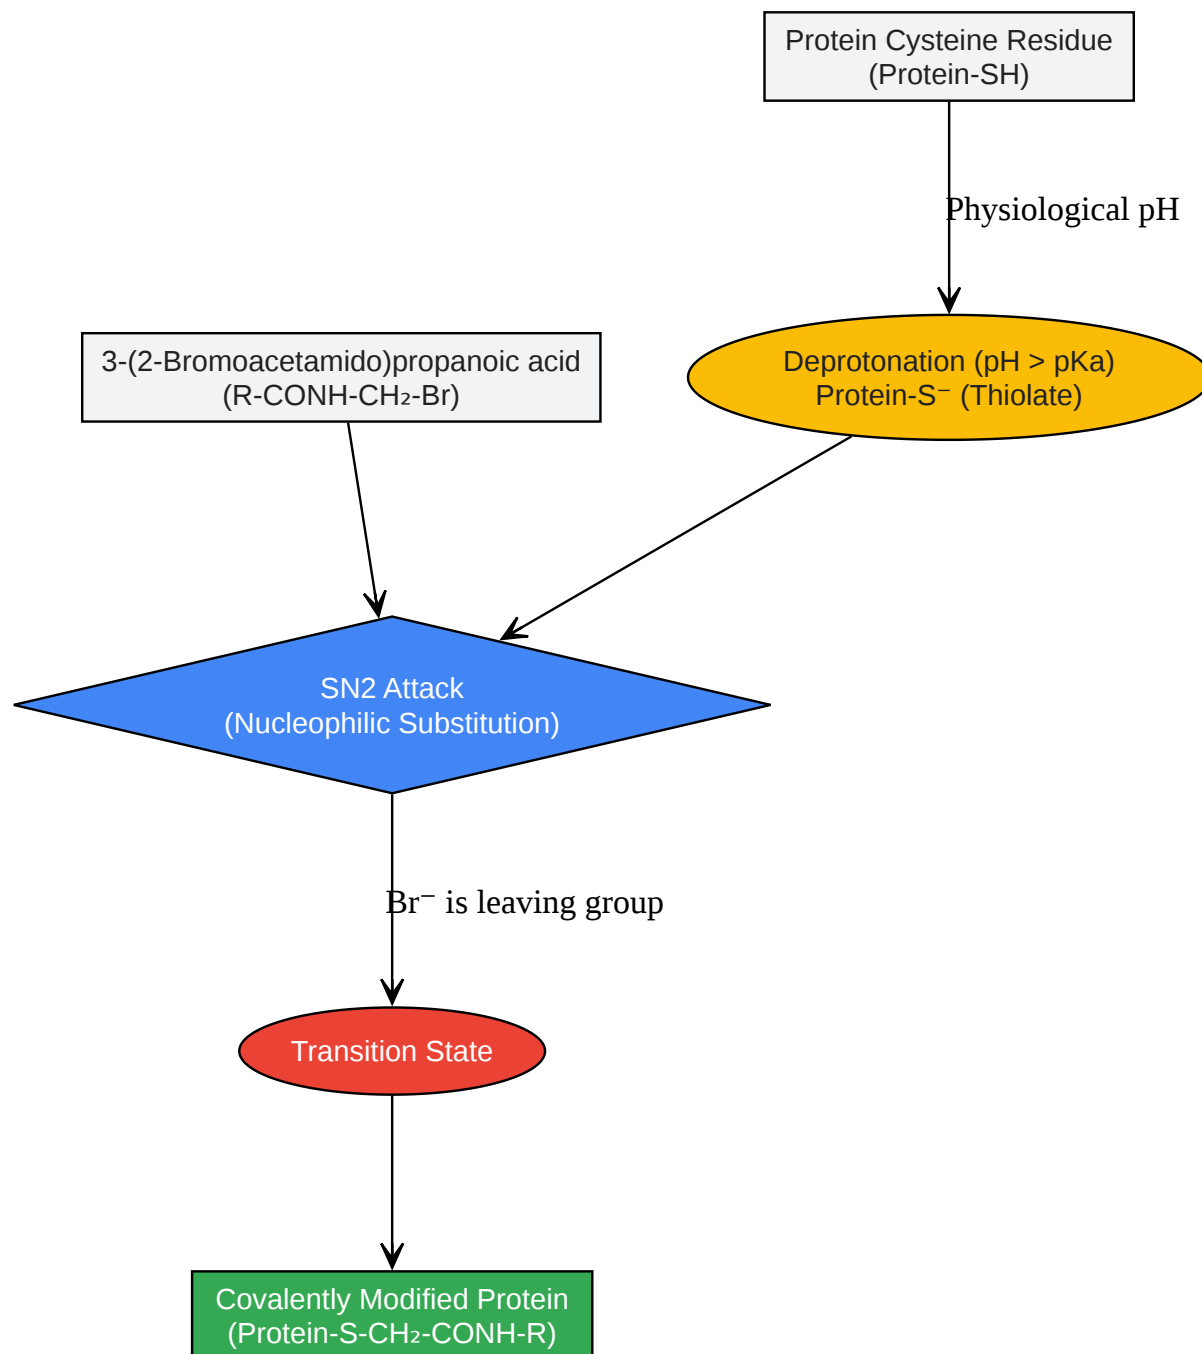 Protein Cysteine Residue
(Protein-SH)
Physiological pH
3-(2-Bromoacetamido)propanoic acid
(R-CONH-CH₂-Br)
Deprotonation (pH > pKa)
Protein-S⁻ (Thiolate)
SN2 Attack
(Nucleophilic Substitution)
Br⁻ is leaving group
Transition State
Covalently Modified Protein
(Protein-S-CH₂-CONH-R)